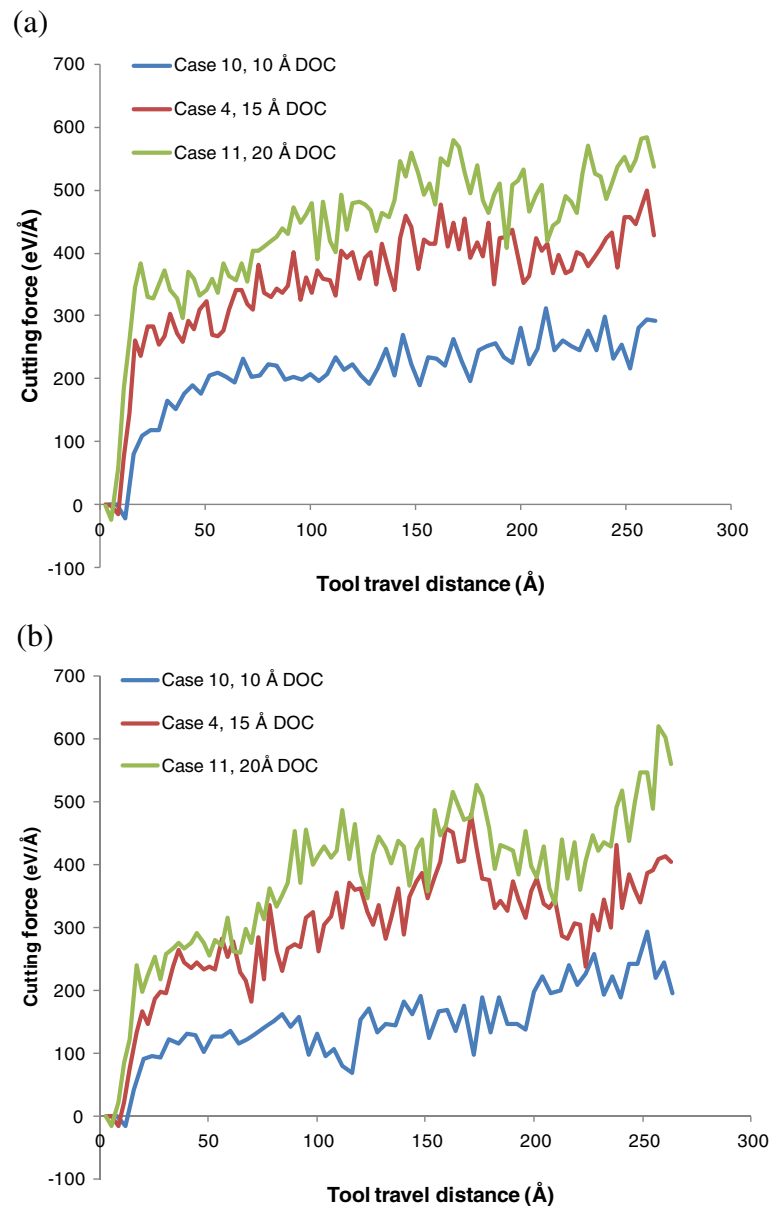 (a)
700
600
500
400
300
200
100
0
-100
Cutting force (eV/Å)
Case 10, 10 Å DOC
Case 4, 15 Å DOC
Case 11, 20 Å DOC
0
50
100
150
200
250
300
Tool travel distance (Å)
(b)
700
600
500
400
300
200
100
0
-100
Cutting force (eV/Å)
Case 10, 10 Å DOC
Case 4, 15 Å DOC
Case 11, 20Å DOC
0
50
100
150
200
250
300
Tool travel distance (Å)